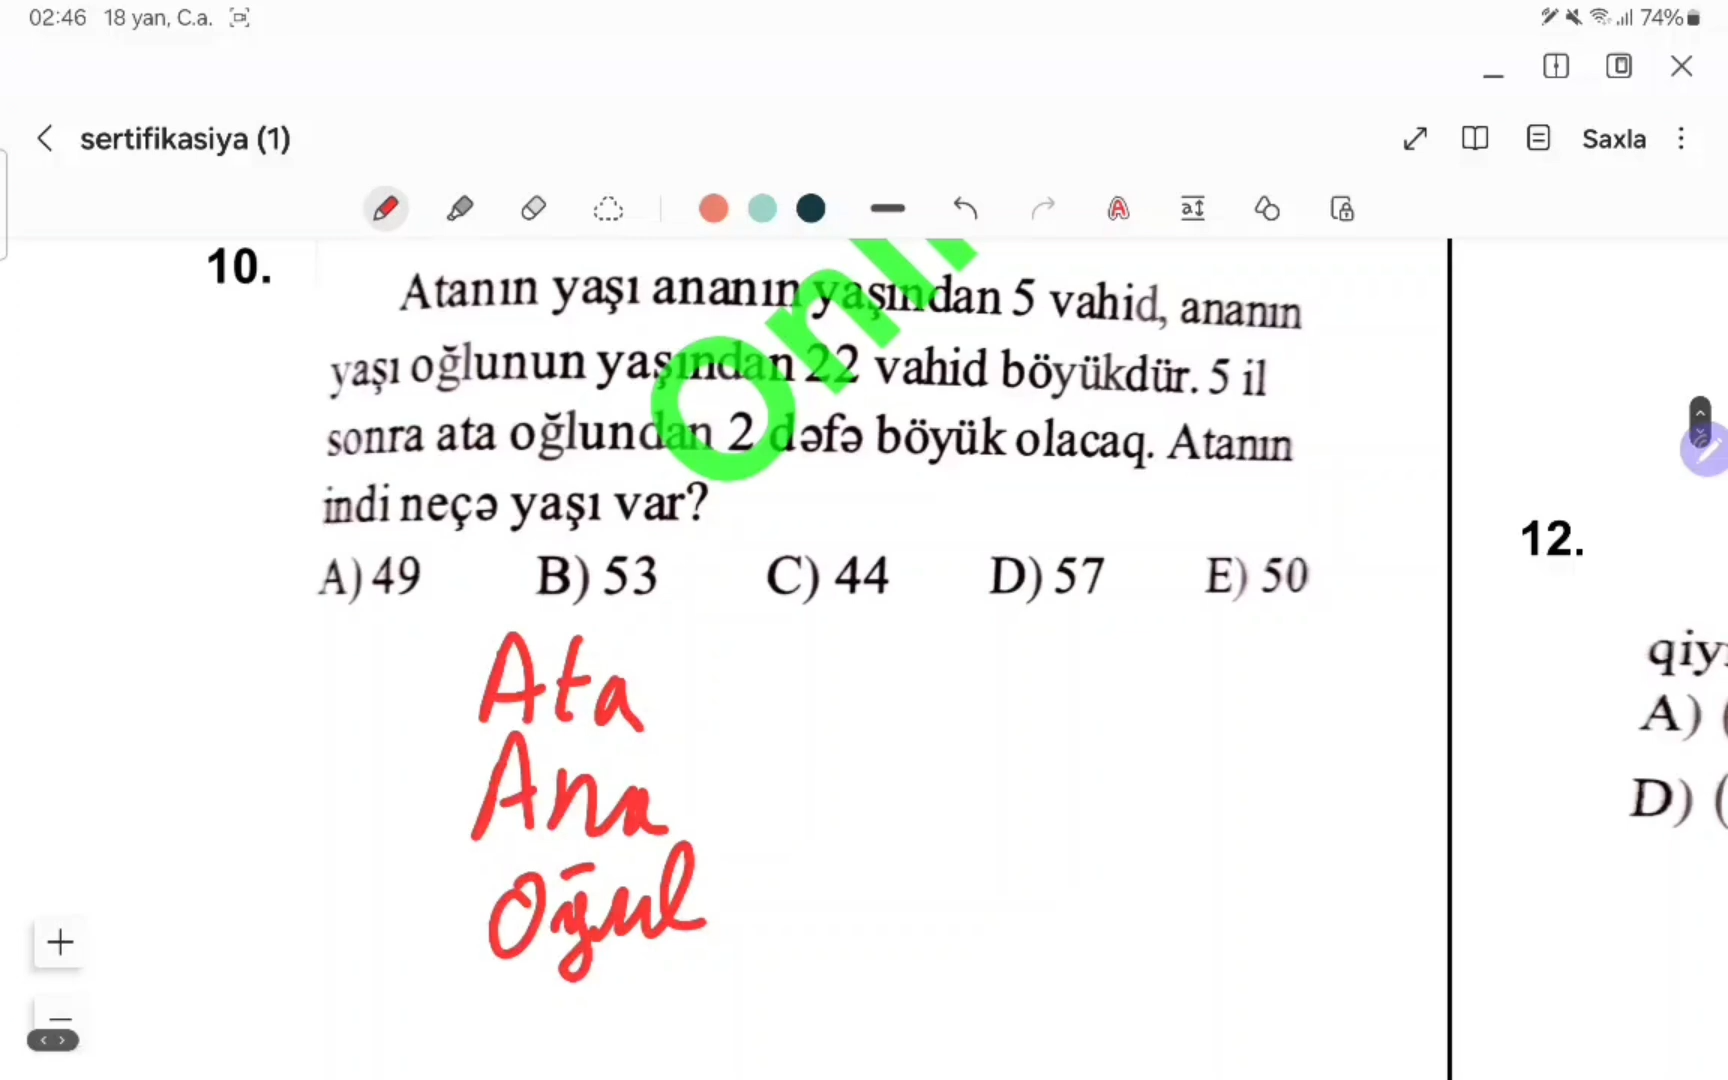 02:46 18 yan, C.a. 74%
sertifikasiya (1) Saxla
10.
Atanın yaşı ananın yaşından 5 vahid, ananın
yaşı oğlunun yaşından 22 vahid böyükdür. 5 il
sonra ata oğlundan 2 dəfə böyük olacaq. Atanın
indi neçə yaşı var?
A) 49 B) 53 C) 44 D) 57 E) 50
Ata
Ana
Oğul
12.
A) (
D) (